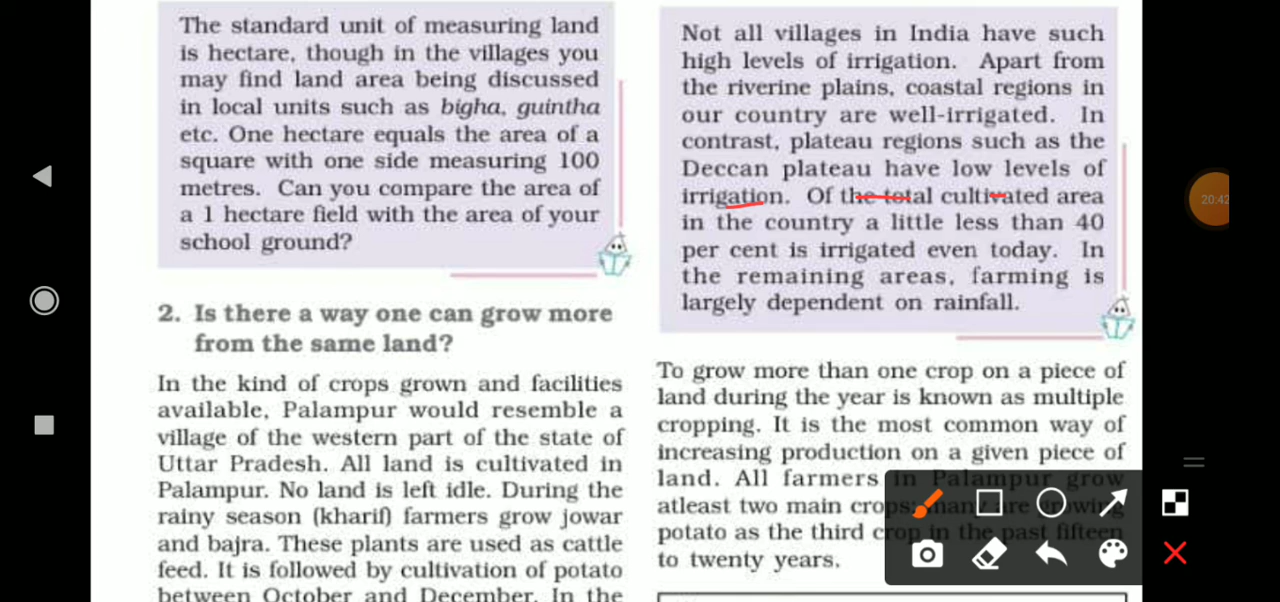 The standard unit of measuring land
is hectare, though in the villages you
may find land area being discussed
in local units such as bigha, guintha
etc. One hectare equals the area of a
square with one side measuring 100
metres. Can you compare the area of
a 1 hectare field with the area of your
school ground?
2. Is there a way one can grow more
from the same land?
In the kind of crops grown and facilities
available, Palampur would resemble a
village of the western part of the state of
Uttar Pradesh. All land is cultivated in
Palampur. No land is left idle. During the
rainy season (kharif) farmers grow jowar
and bajra. These plants are used as cattle
feed. It is followed by cultivation of potato
between October and December. In the
Not all villages in India have such
high levels of irrigation. Apart from
the riverine plains, coastal regions in
our country are well-irrigated. In
contrast, plateau regions such as the
Deccan plateau have low levels of
irrigation. Of the total cultivated area
in the country a little less than 40
per cent is irrigated even today. In
the remaining areas, farming is
largely dependent on rainfall.
To grow more than one crop on a piece of
land during the year is known as multiple
cropping. It is the most common way of
increasing production on a given piece of
land. All farmers in Palampur grow
atleast two main crops; many are growing
potato as the third crop in the past fifteen
to twenty years.
20:42